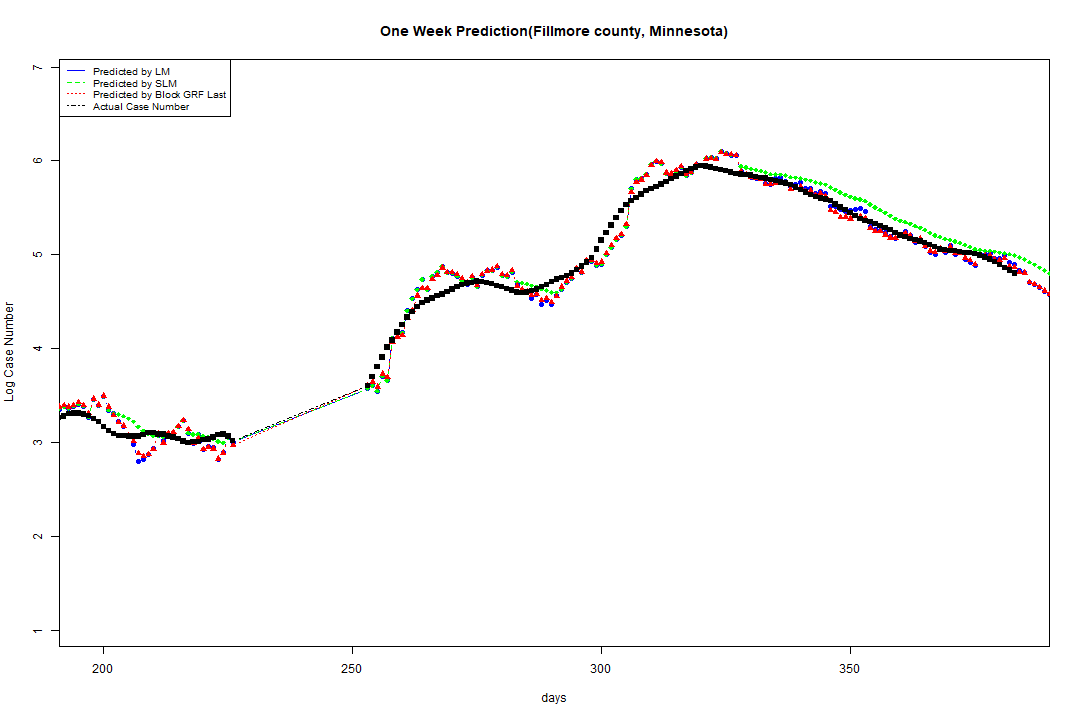 One Week Prediction(Fillmore county, Minnesota)
Predicted by LM
Predicted by SLM
Predicted by Block GRF Last
Actual Case Number
7
6
5
4
3
2
1
Log Case Number
200 250 300 350
days